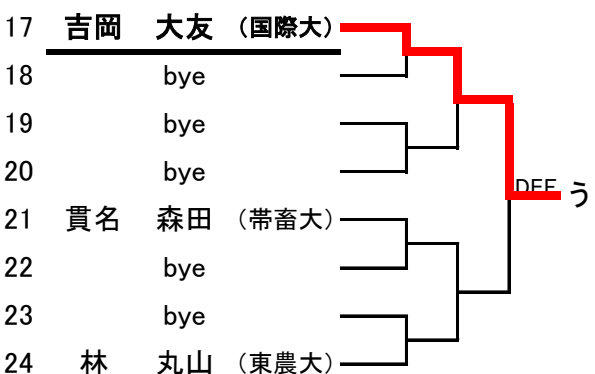 17 吉岡 大友 (国際大)
18 bye
19 bye
20 bye
DEF う
21 貫名 森田 (帯畜大)
22 bye
23 bye
24 林 丸山 (東農大)